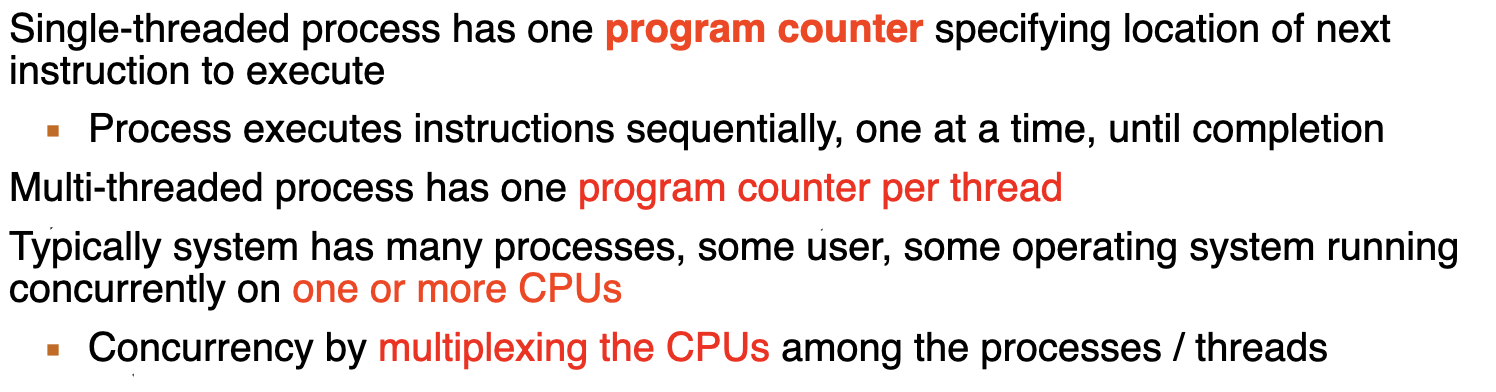 Single-threaded process has one program counter specifying location of next
instruction to execute
▪ Process executes instructions sequentially, one at a time, until completion
Multi-threaded process has one program counter per thread
Typically system has many processes, some user, some operating system running
concurrently on one or more CPUs
▪ Concurrency by multiplexing the CPUs among the processes / threads